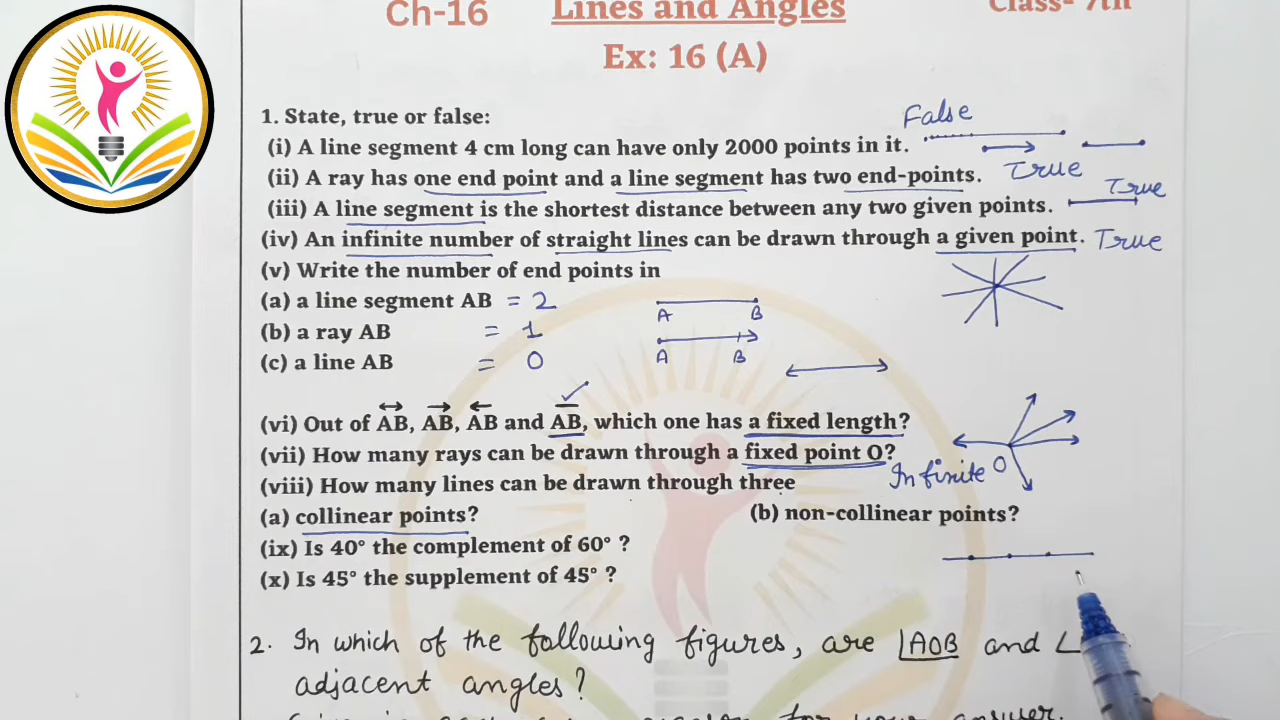 Ch-16 Lines and Angles Class- 7th
Ex: 16 (A)
1. State, true or false:
False
(i) A line segment 4 cm long can have only 2000 points in it.
(ii) A ray has one end point and a line segment has two end-points. True
(iii) A line segment is the shortest distance between any two given points. True
(iv) An infinite number of straight lines can be drawn through a given point. True
(v) Write the number of end points in
(a) a line segment AB = 2
A B
(b) a ray AB = 1
A B
(c) a line AB = 0
(vi) Out of AB, AB, AB and AB, which one has a fixed length?
(vii) How many rays can be drawn through a fixed point O?
Infinite O
(viii) How many lines can be drawn through three
(a) collinear points? (b) non-collinear points?
(ix) Is 40° the complement of 60° ?
(x) Is 45° the supplement of 45° ?
2. In which of the following figures, are ∠AOB and ∠
adjacent angles?
for your answer.